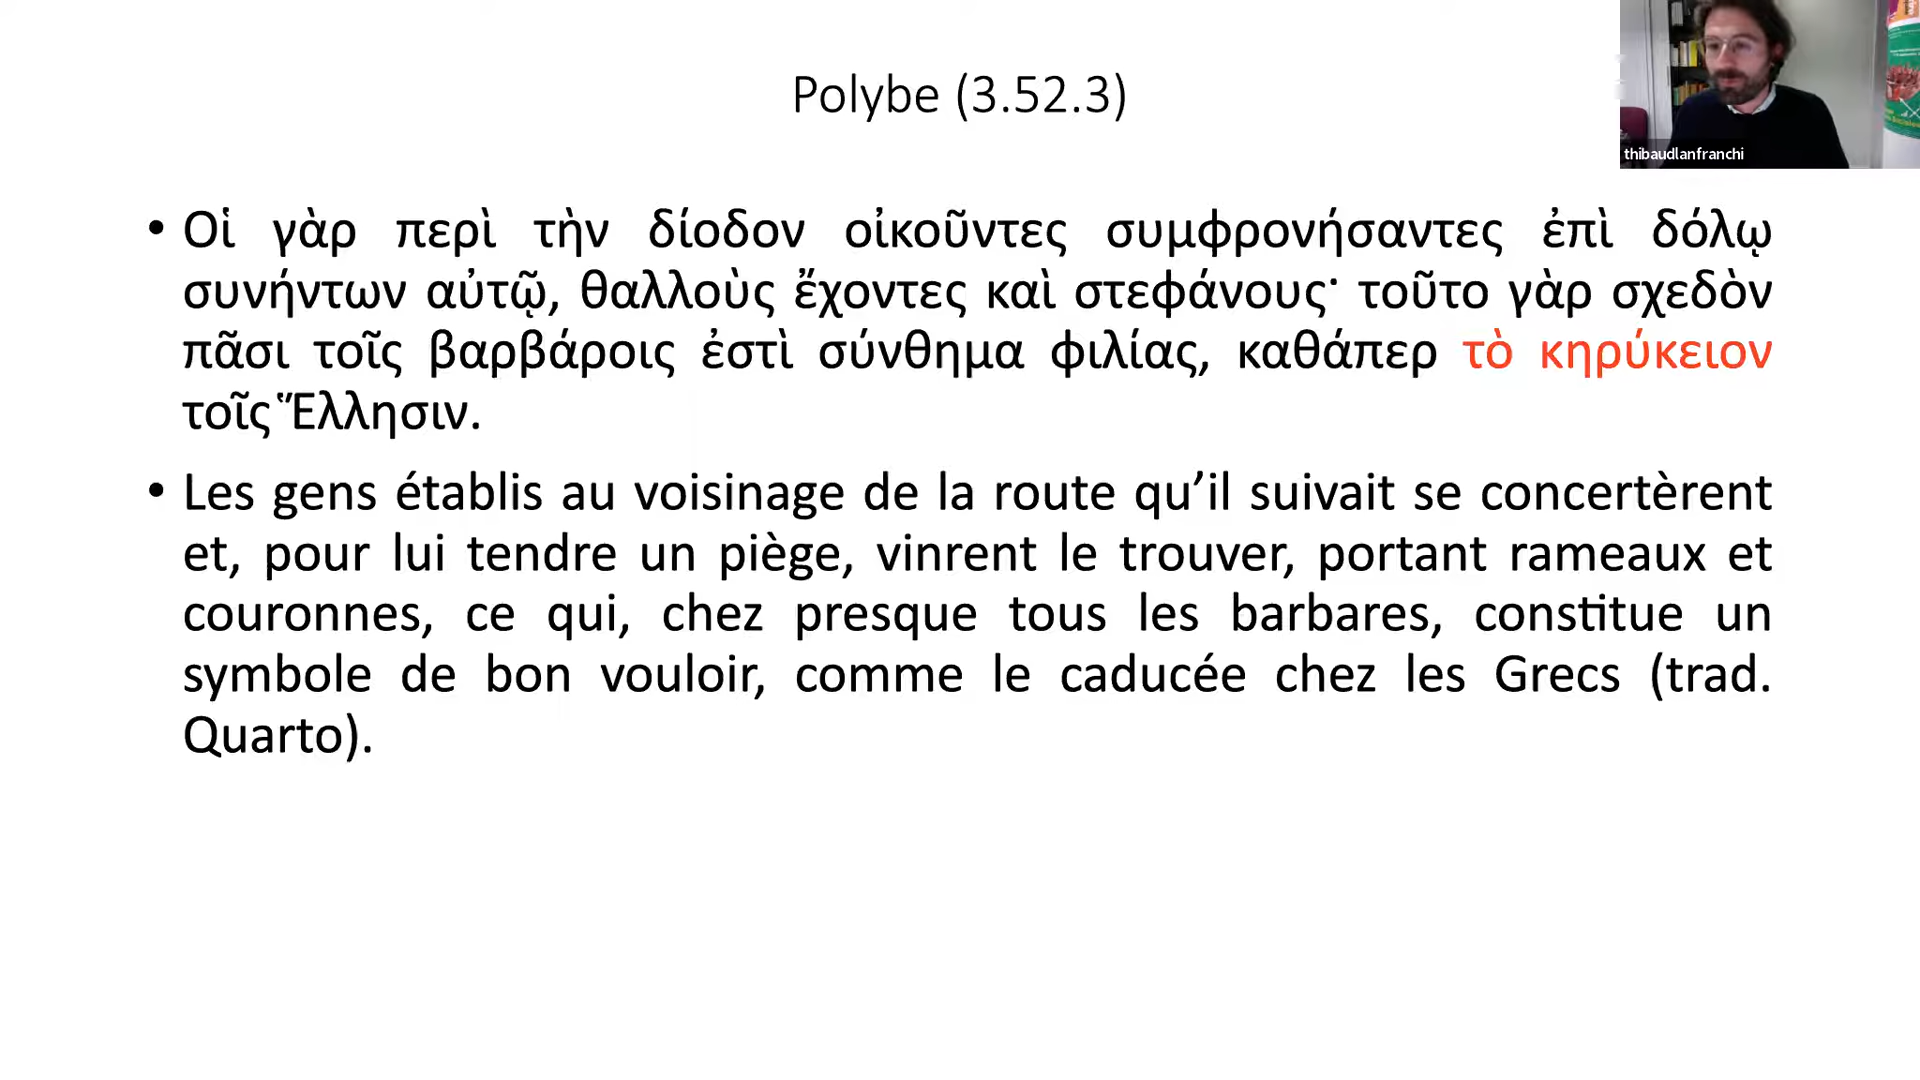 Polybe (3.52.3)
thibaudlanfranchi
• Οἱ γὰρ περὶ τὴν δίοδον οἰκοῦντες συμφρονήσαντες ἐπὶ δόλῳ
συνήντων αὐτῷ, θαλλοὺς ἔχοντες καὶ στεφάνους· τοῦτο γὰρ σχεδὸν
πᾶσι τοῖς βαρβάροις ἐστὶ σύνθημα φιλίας, καθάπερ τὸ κηρύκειον
τοῖς Ἕλλησιν.
• Les gens établis au voisinage de la route qu’il suivait se concertèrent
et, pour lui tendre un piège, vinrent le trouver, portant rameaux et
couronnes, ce qui, chez presque tous les barbares, constitue un
symbole de bon vouloir, comme le caducée chez les Grecs (trad.
Quarto).